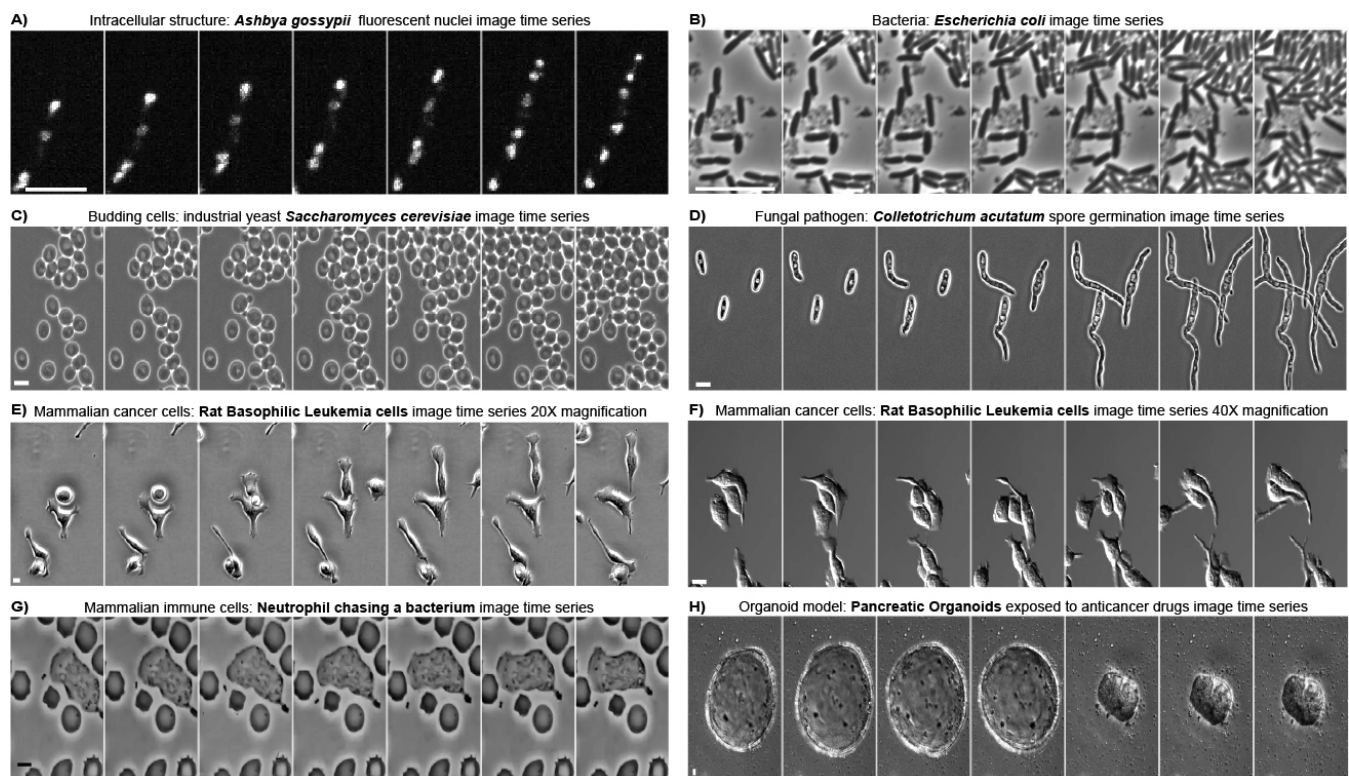 A) Intracellular structure: Ashbya gossypii fluorescent nuclei image time series
B) Bacteria: Escherichia coli image time series
C) Budding cells: industrial yeast Saccharomyces cerevisiae image time series
D) Fungal pathogen: Colletotrichum acutatum spore germination image time series
E) Mammalian cancer cells: Rat Basophilic Leukemia cells image time series 20X magnification
F) Mammalian cancer cells: Rat Basophilic Leukemia cells image time series 40X magnification
G) Mammalian immune cells: Neutrophil chasing a bacterium image time series
H) Organoid model: Pancreatic Organoids exposed to anticancer drugs image time series